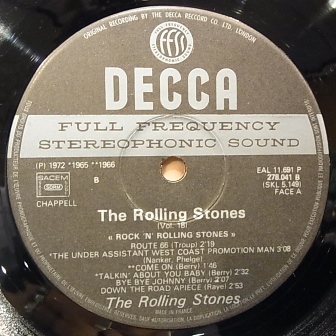 ORIGINAL RECORDING BY THE DECCA RECORD CO LTD. LONDON
FFSS
DECCA
FULL FREQUENCY
STEREOPHONIC SOUND
(P) 1972 *1965 **1966
EAL 11.691 P
278.041 B
(SKL 5.149)
FACE A
SACEM
SDRM
B
CHAPPELL
The Rolling Stones
(Vol. 18)
« ROCK 'N' ROLLING STONES »
ROUTE 66 (Troup) 2'19
*THE UNDER ASSISTANT WEST COAST PROMOTION MAN 3'08
(Nanker, Phelge)
**COME ON (Berry) 1'46
*TALKIN' ABOUT YOU BABY (Berry) 2'32
BYE BYE JOHNNY (Berry) 2'07
DOWN THE ROAD APIECE (Raye) 2'53
The Rolling Stones
MADE IN FRANCE